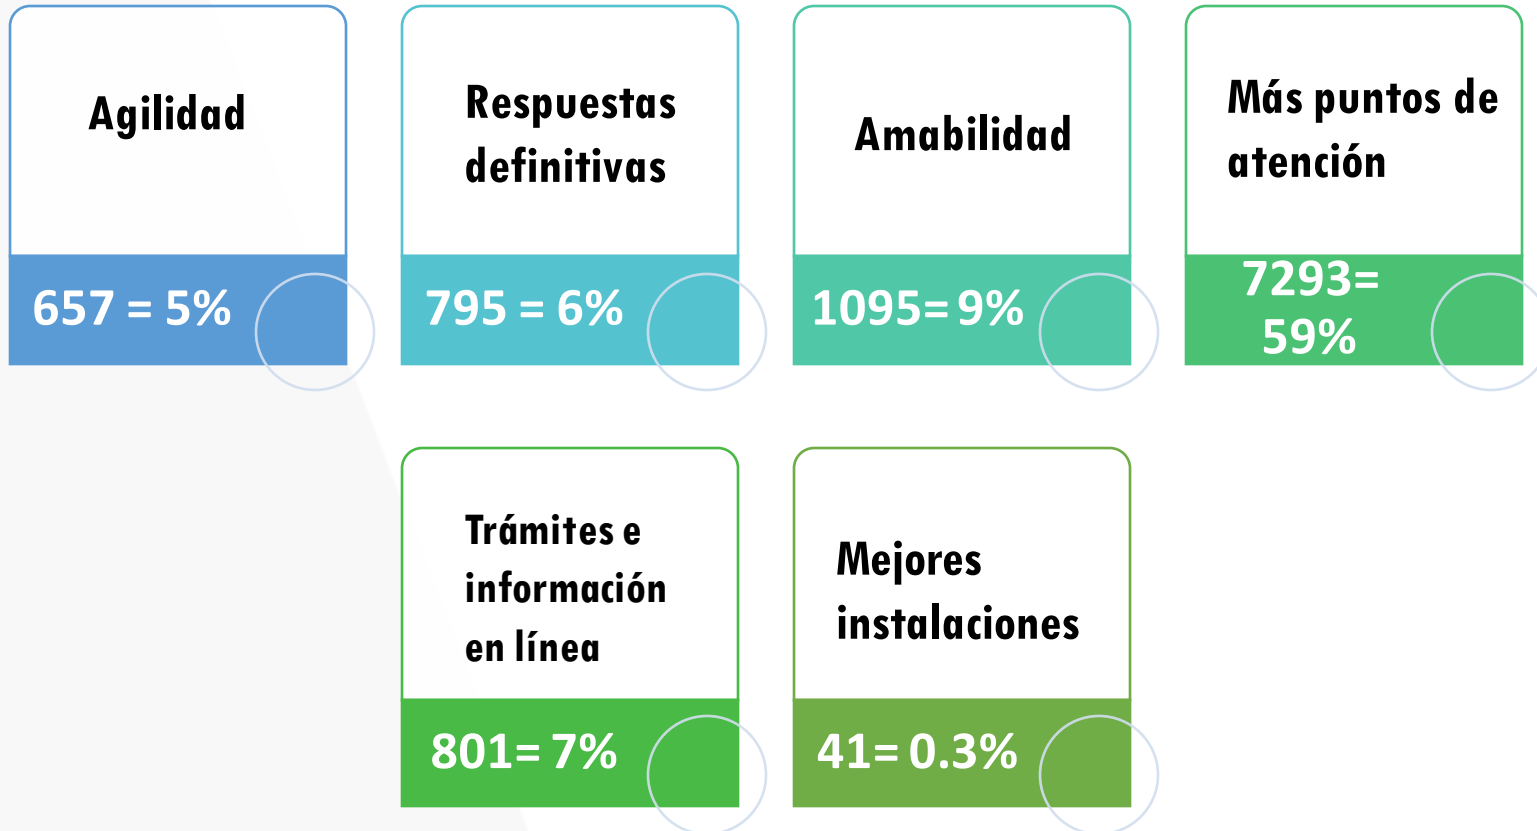 Agilidad
657 = 5%
Respuestas
definitivas
795 = 6%
Amabilidad
1095= 9%
Más puntos de
atención
7293=
59%
Trámites e
información
en línea
801= 7%
Mejores
instalaciones
41= 0.3%